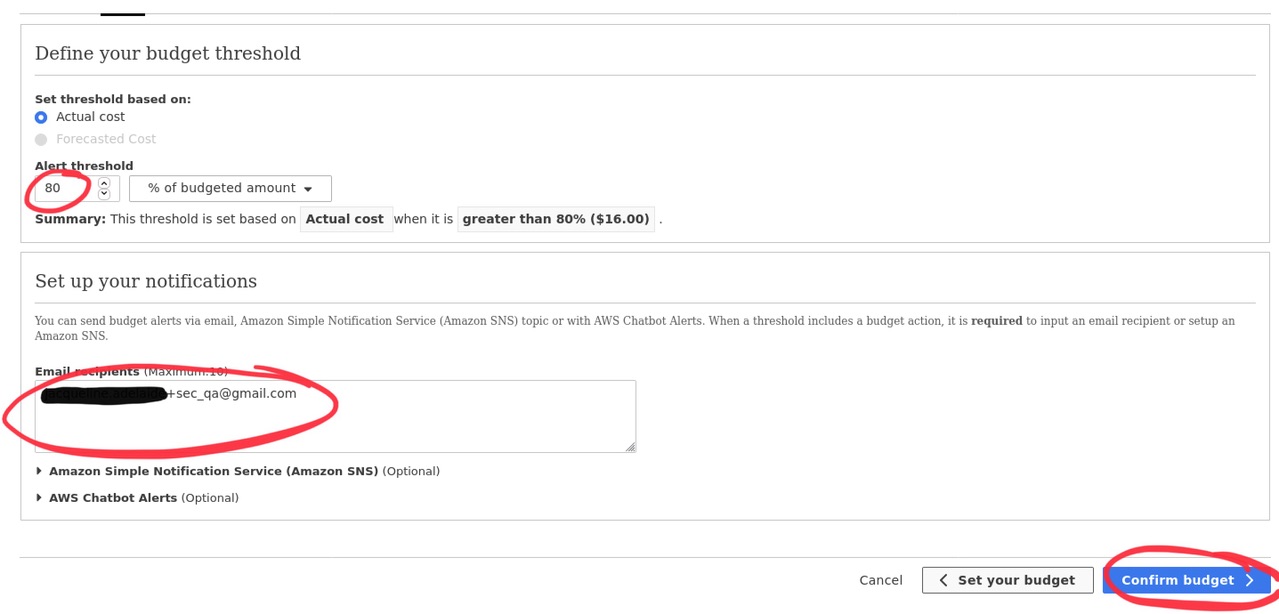 Define your budget threshold
Set threshold based on:
Actual cost
Forecasted Cost
Alert threshold
80 % of budgeted amount
Summary: This threshold is set based on Actual cost when it is greater than 80% ($16.00) .
Set up your notifications
You can send budget alerts via email, Amazon Simple Notification Service (Amazon SNS) topic or with AWS Chatbot Alerts. When a threshold includes a budget action, it is required to input an email recipient or setup an
Amazon SNS.
Email recipients (Maximum:10)
+sec_qa@gmail.com
Amazon Simple Notification Service (Amazon SNS) (Optional)
AWS Chatbot Alerts (Optional)
Cancel Set your budget Confirm budget